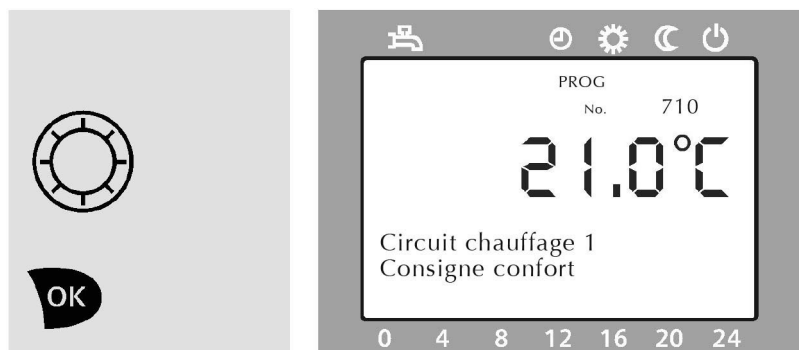 OK
PROG
No. 710
21.0°C
Circuit chauffage 1
Consigne confort
0 4 8 12 16 20 24